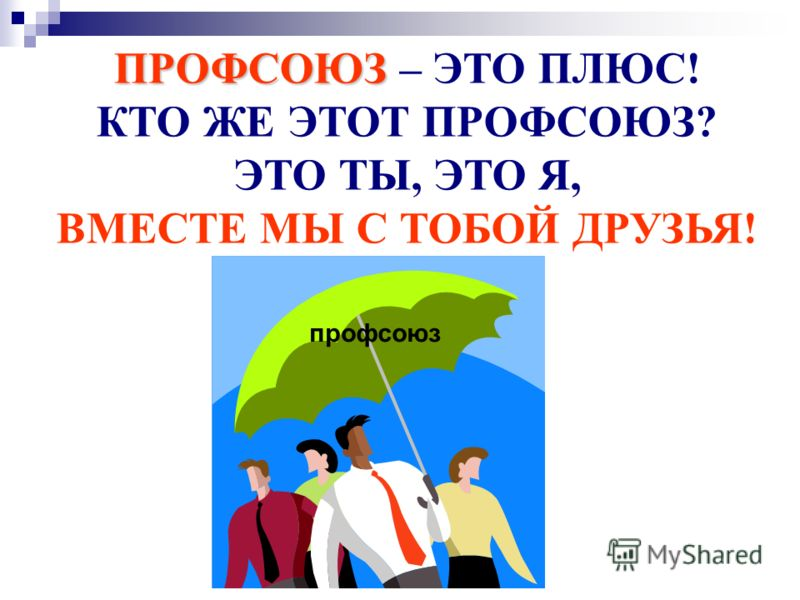 ПРОФСОЮЗ – ЭТО ПЛЮС!
КТО ЖЕ ЭТОТ ПРОФСОЮЗ?
ЭТО ТЫ, ЭТО Я,
ВМЕСТЕ МЫ С ТОБОЙ ДРУЗЬЯ!
профсоюз
MyShared